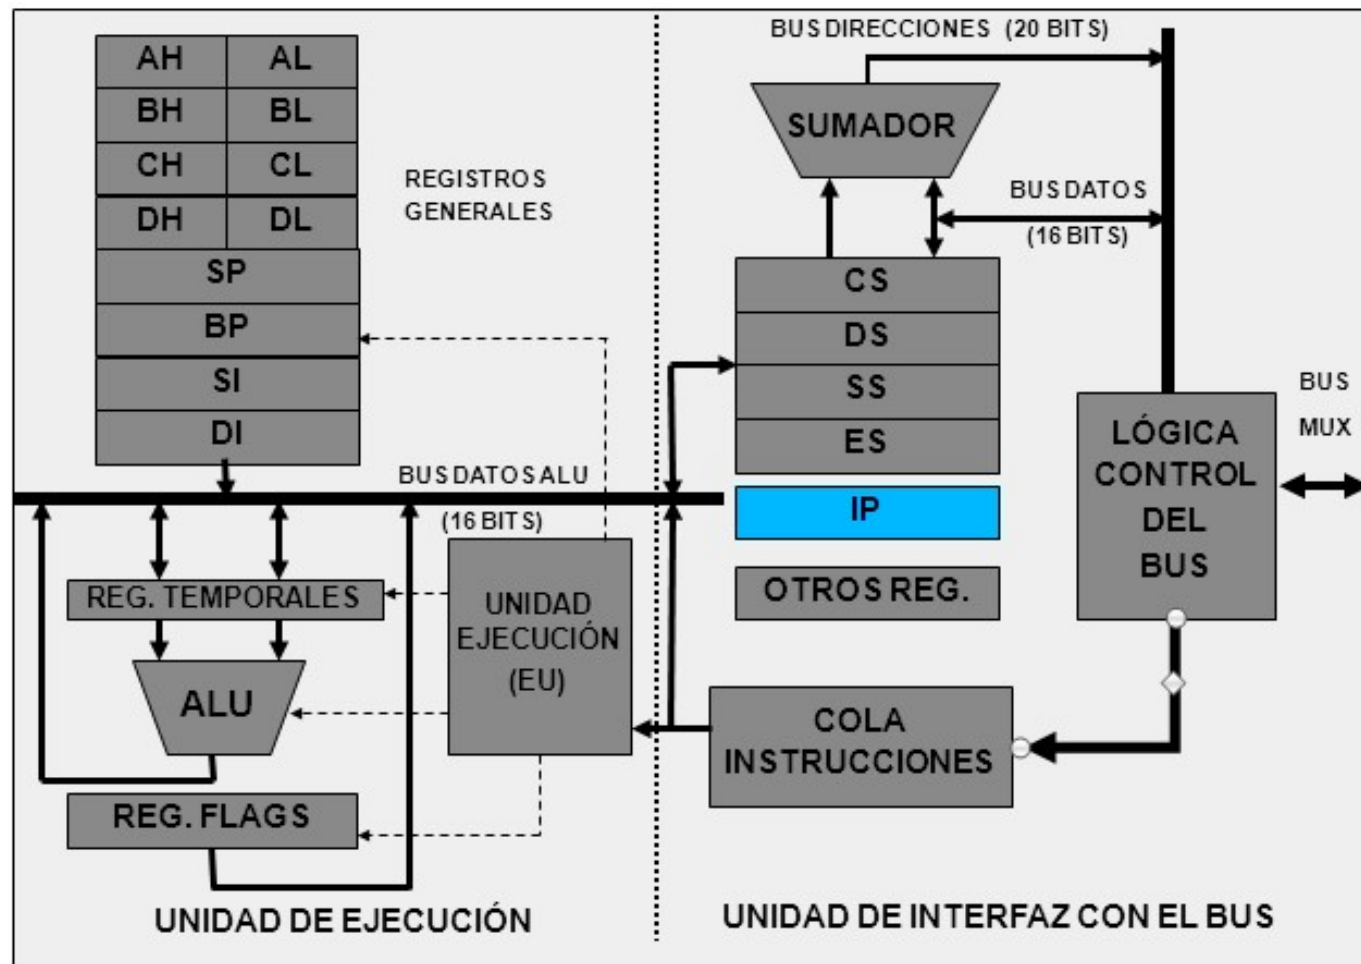 BUS DIRECCIONES (20 BITS)
AH AL
BH BL
CH CL
DH DL
SP
BP
SI
DI
REGISTROS
GENERALES
BUS DATOS ALU
(16 BITS)
REG. TEMPORALES
ALU
REG. FLAGS
UNIDAD
EJECUCIÓN
(EU)
UNIDAD DE EJECUCIÓN
SUMADOR
BUS DATOS
(16 BITS)
CS
DS
SS
ES
IP
OTROS REG.
COLA
INSTRUCCIONES
LÓGICA
CONTROL
DEL
BUS
BUS
MUX
UNIDAD DE INTERFAZ CON EL BUS